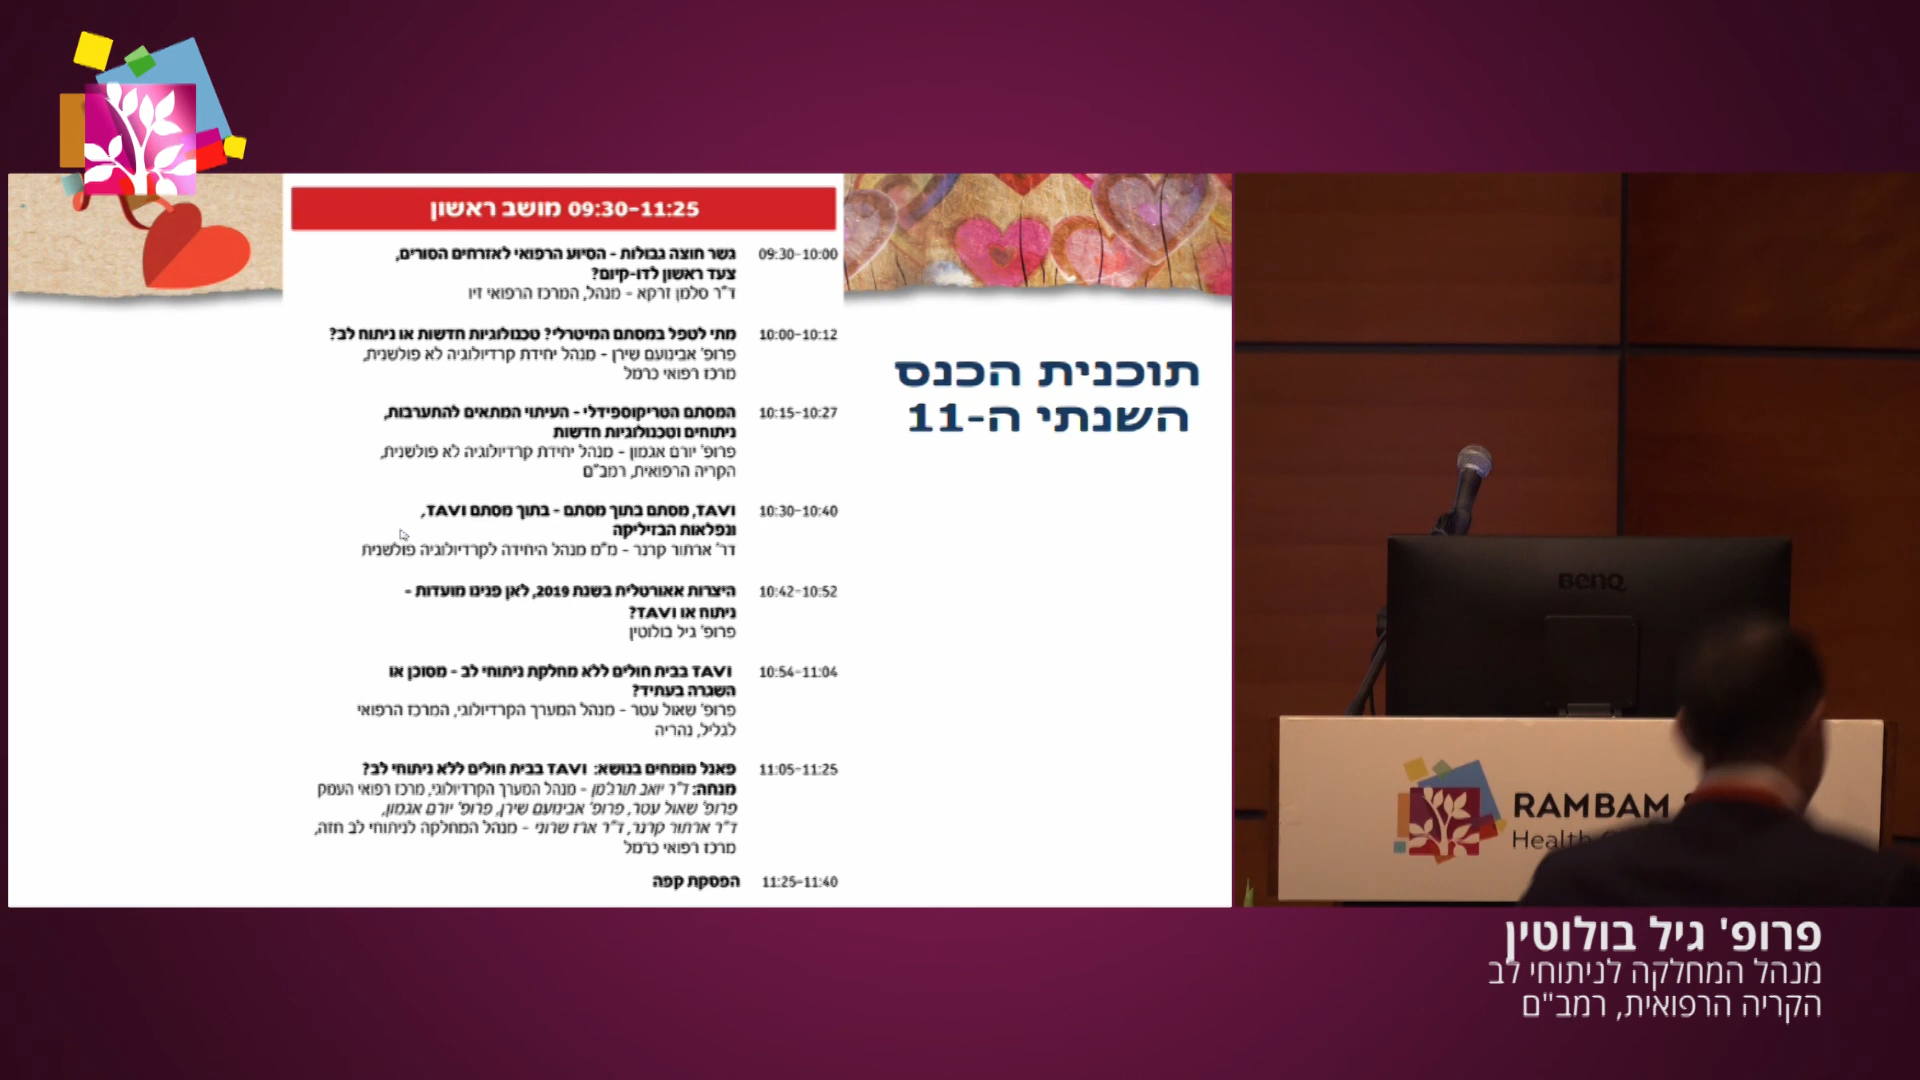 09:30-11:25 מושב ראשון
09:30-10:00 גשר חוצה גבולות - הסיוע הרפואי לאזרחים הסורים,
צעד ראשון לדו-קיום?
ד"ר סלמן זרקא - מנהל, המרכז הרפואי זיו
10:00-10:12 מתי לטפל במסתם המיטרלי? טכנולוגיות חדשות או ניתוח לב?
פרופ' אבינועם שירן - מנהל יחידת קרדיולוגיה לא פולשנית,
מרכז רפואי כרמל
10:15-10:27 המסתם הטריקוספידלי - העיתוי המתאים להתערבות,
ניתוחים וטכנולוגיות חדשות
פרופ' יורם אגמון - מנהל יחידת קרדיולוגיה לא פולשנית,
הקריה הרפואית, רמב"ם
10:30-10:40 TAVI, מסתם בתוך מסתם - בתוך מסתם TAVI,
ונפלאות הבזיליקה
דר' ארתור קרנר - מ"מ מנהל היחידה לקרדיולוגיה פולשנית
10:42-10:52 היצרות אאורטלית בשנת 2019, לאן פנינו מועדות -
ניתוח או TAVI?
פרופ' גיל בולוטין
10:54-11:04 TAVI בבית חולים ללא מחלקת ניתוחי לב - מסוכן או
השגרה בעתיד?
פרופ' שאול עטר - מנהל המערך הקרדיולוגי, המרכז הרפואי
לגליל, נהריה
11:05-11:25 פאנל מומחים בנושא: TAVI בבית חולים ללא ניתוחי לב?
מנחה: ד"ר יואב תורג'מן - מנהל המערך הקרדיולוגי, מרכז רפואי העמק
פרופ' שאול עטר, פרופ' אבינועם שירן, פרופ' יורם אגמון,
ד"ר ארתור קרנר, ד"ר ארז שרוני - מנהל המחלקה לניתוחי לב חזה,
מרכז רפואי כרמל
11:25-11:40 הפסקת קפה
תוכנית הכנס
השנתי ה-11
BenQ
RAMBAM
Health
פרופ' גיל בולוטין
מנהל המחלקה לניתוחי לב
הקריה הרפואית, רמב"ם